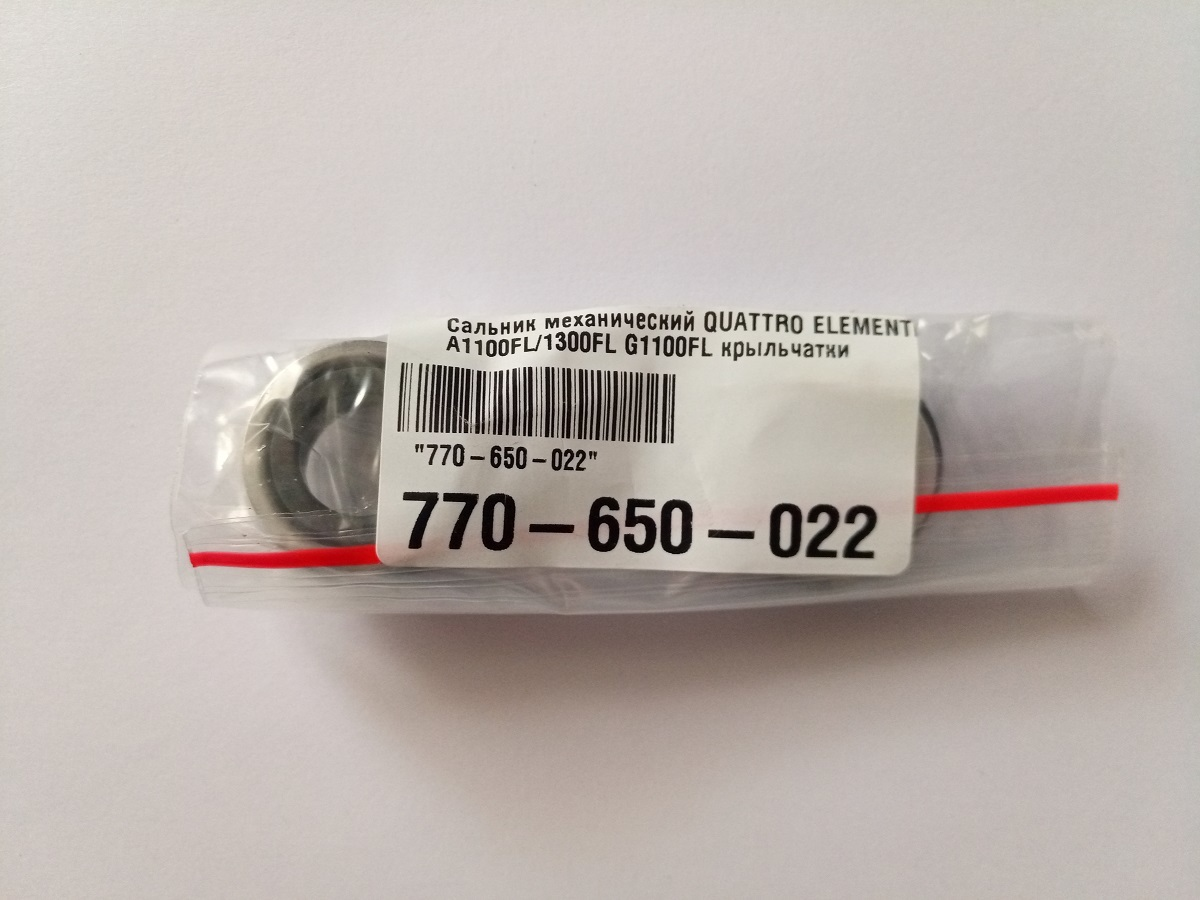 Сальник механический QUATTRO ELEMENTI
A1100FL/1300FL G1100FL крыльчатки
"770-650-022"
770-650-022